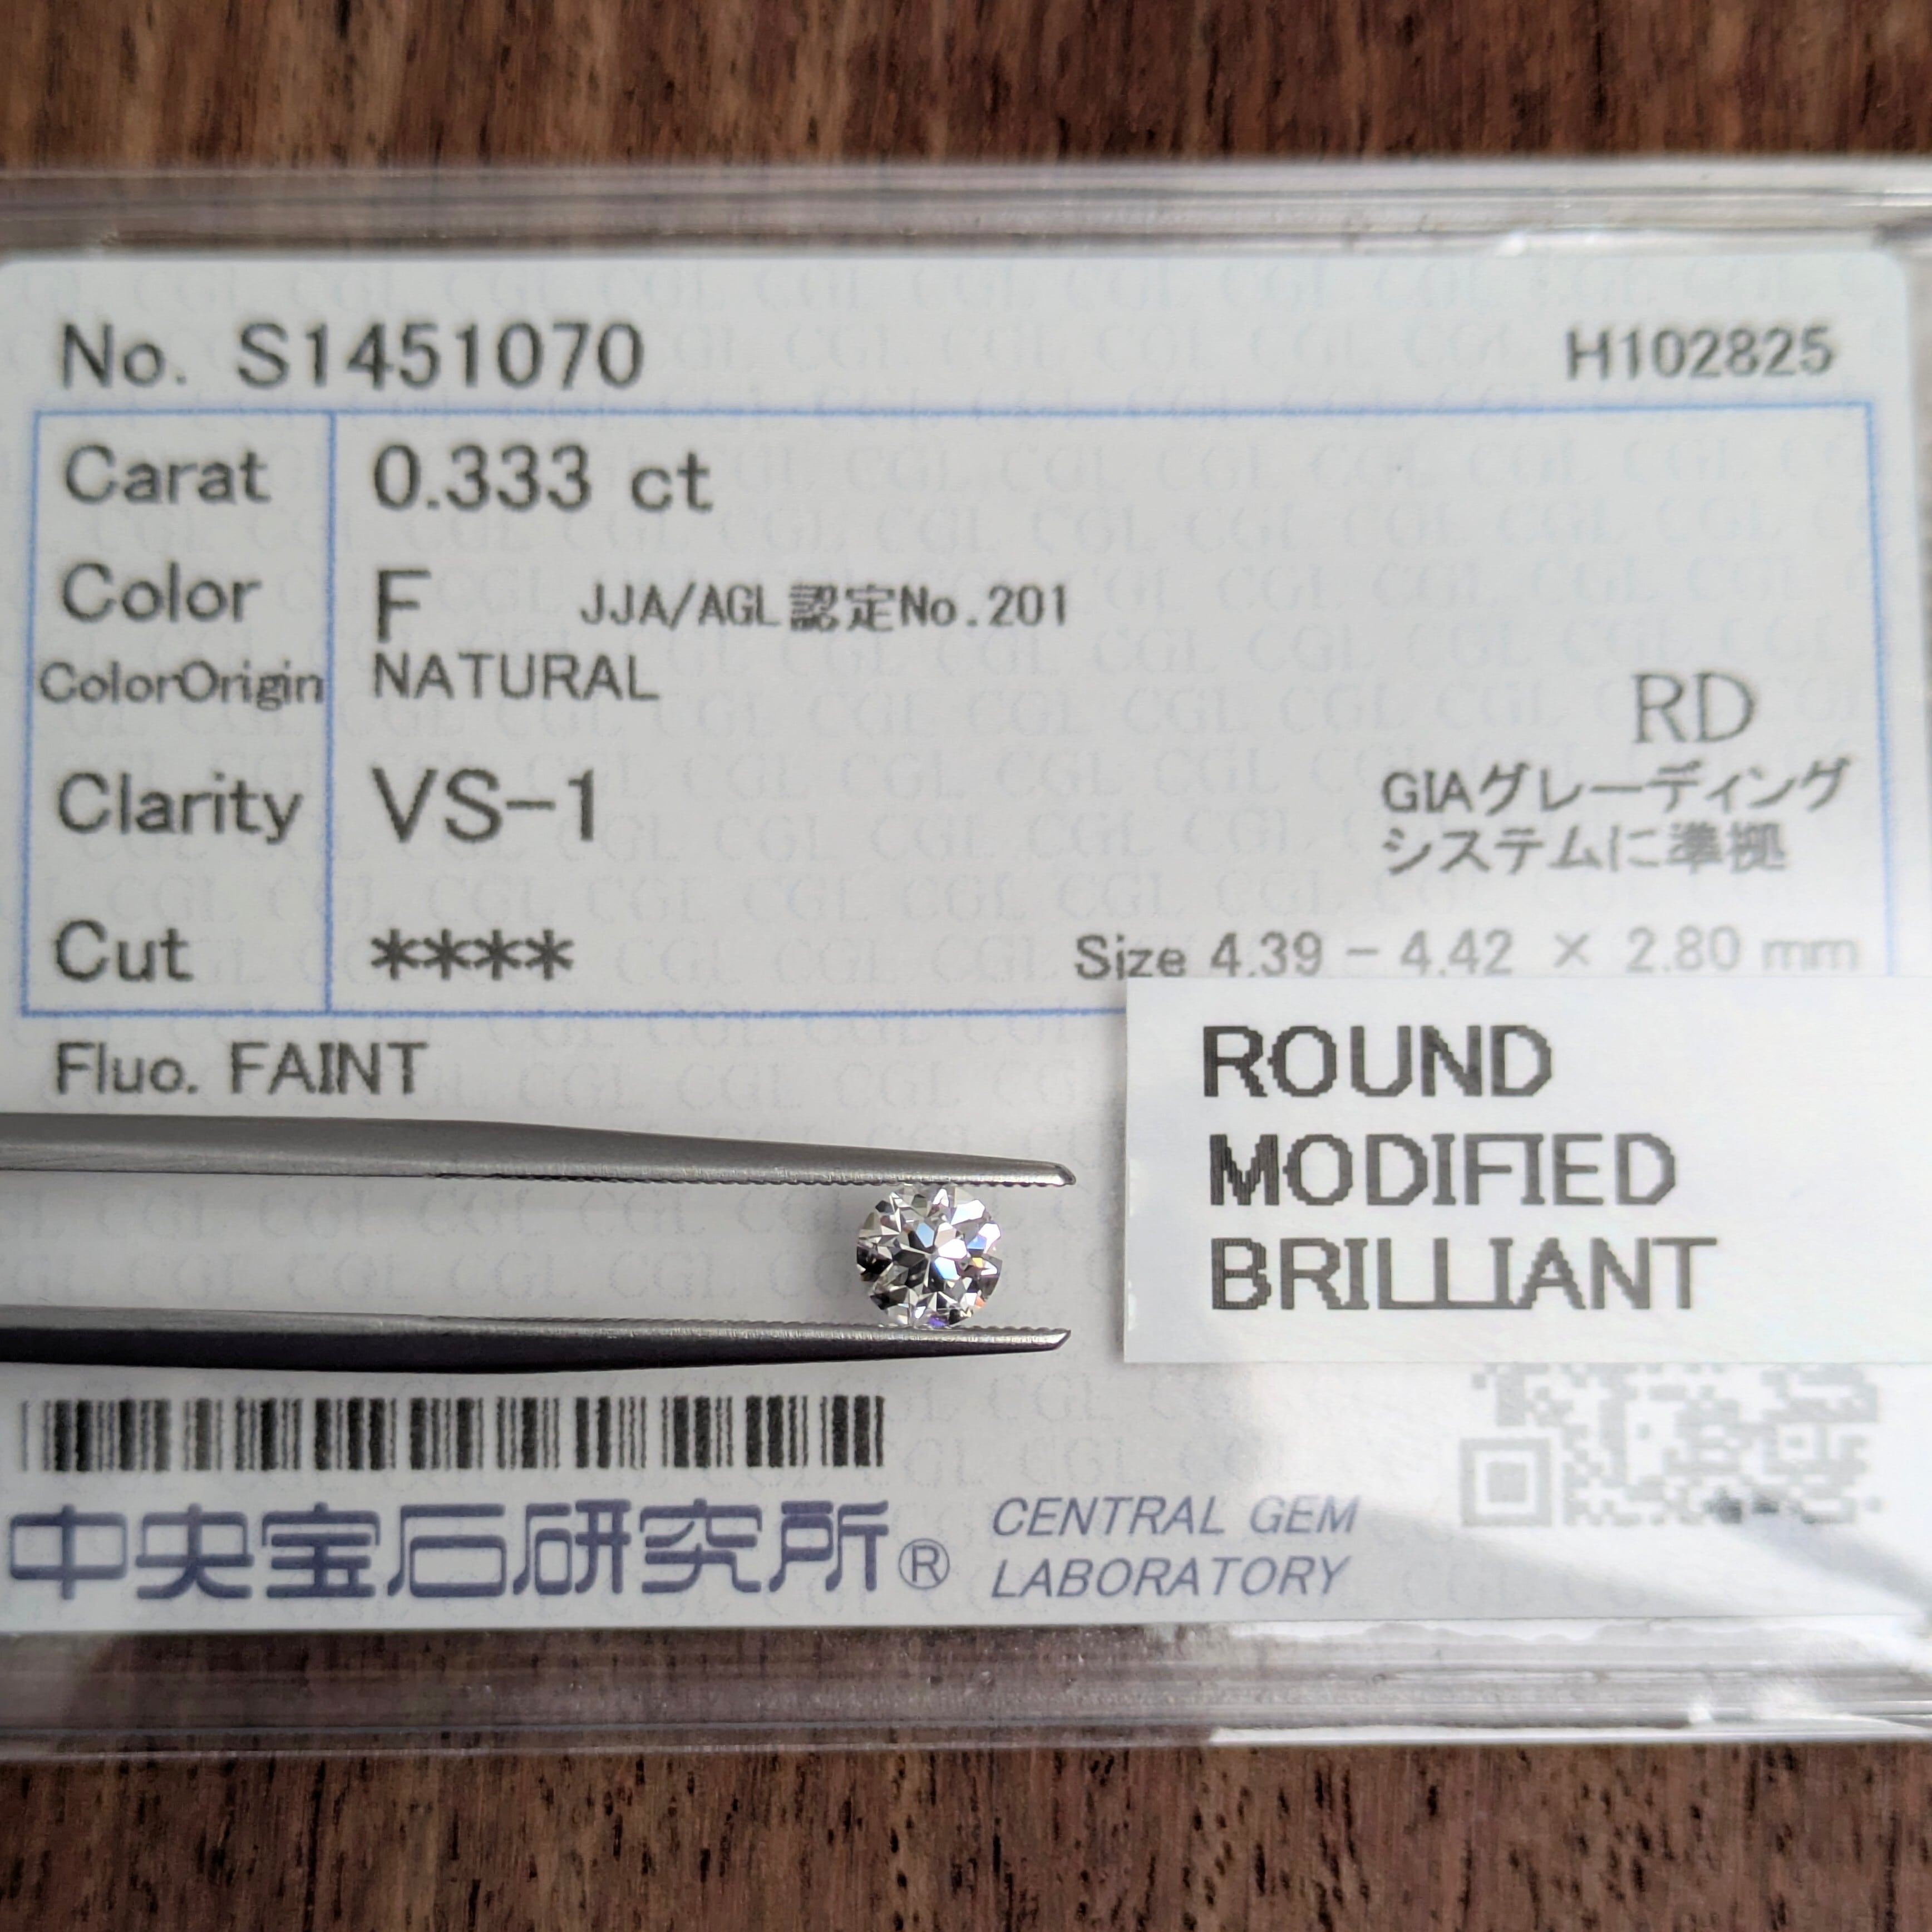 No. S1451070 H102825
Carat 0.333 ct
Color F JJA/AGL認定No.201
ColorOrigin NATURAL
RD
Clarity VS-1
GIAグレーディング
システムに準拠
Cut ****
Size 4.39 - 4.42 × 2.80 mm
Fluo. FAINT
ROUND
MODIFIED
BRILLIANT
中央宝石研究所®
CENTRAL GEM
LABORATORY